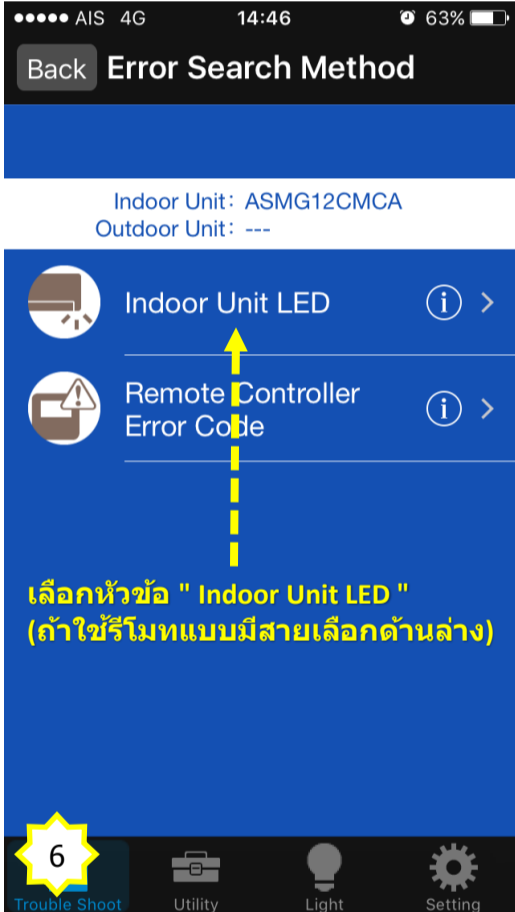 AIS 4G 14:46 63%
Back Error Search Method
Indoor Unit: ASMG12CMCA
Outdoor Unit: ---
Indoor Unit LED i
Remote Controller
Error Code i
เลือกหัวข้อ " Indoor Unit LED "
(ถ้าใช้รีโมทแบบมีสายเลือกด้านล่าง)
6
Trouble Shoot Utility Light Setting